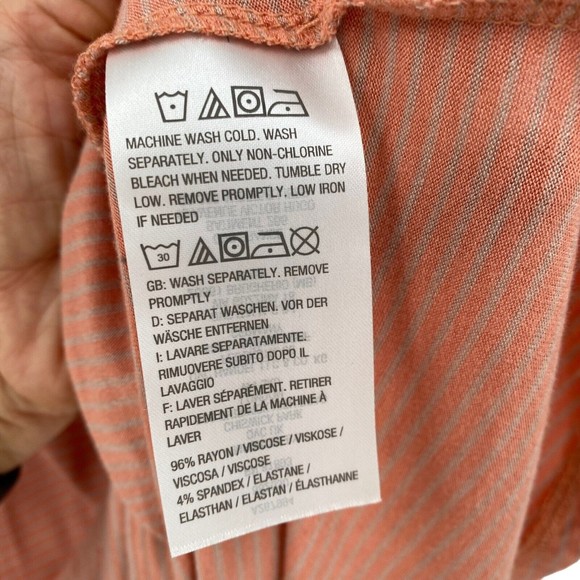 MACHINE WASH COLD. WASH
SEPARATELY. ONLY NON-CHLORINE
BLEACH WHEN NEEDED. TUMBLE DRY
LOW. REMOVE PROMPTLY. LOW IRON
IF NEEDED
30
GB: WASH SEPARATELY. REMOVE
PROMPTLY
D: SEPARAT WASCHEN. VOR DER
WÄSCHE ENTFERNEN
I: LAVARE SEPARATAMENTE.
RIMUOVERE SUBITO DOPO IL
LAVAGGIO
F: LAVER SÉPARÉMENT. RETIRER
RAPIDEMENT DE LA MACHINE À
LAVER
96% RAYON / VISCOSE / VISKOSE /
VISCOSA / VISCOSE
4% SPANDEX / ELASTANE /
ELASTHAN / ELASTAN / ÉLASTHANNE